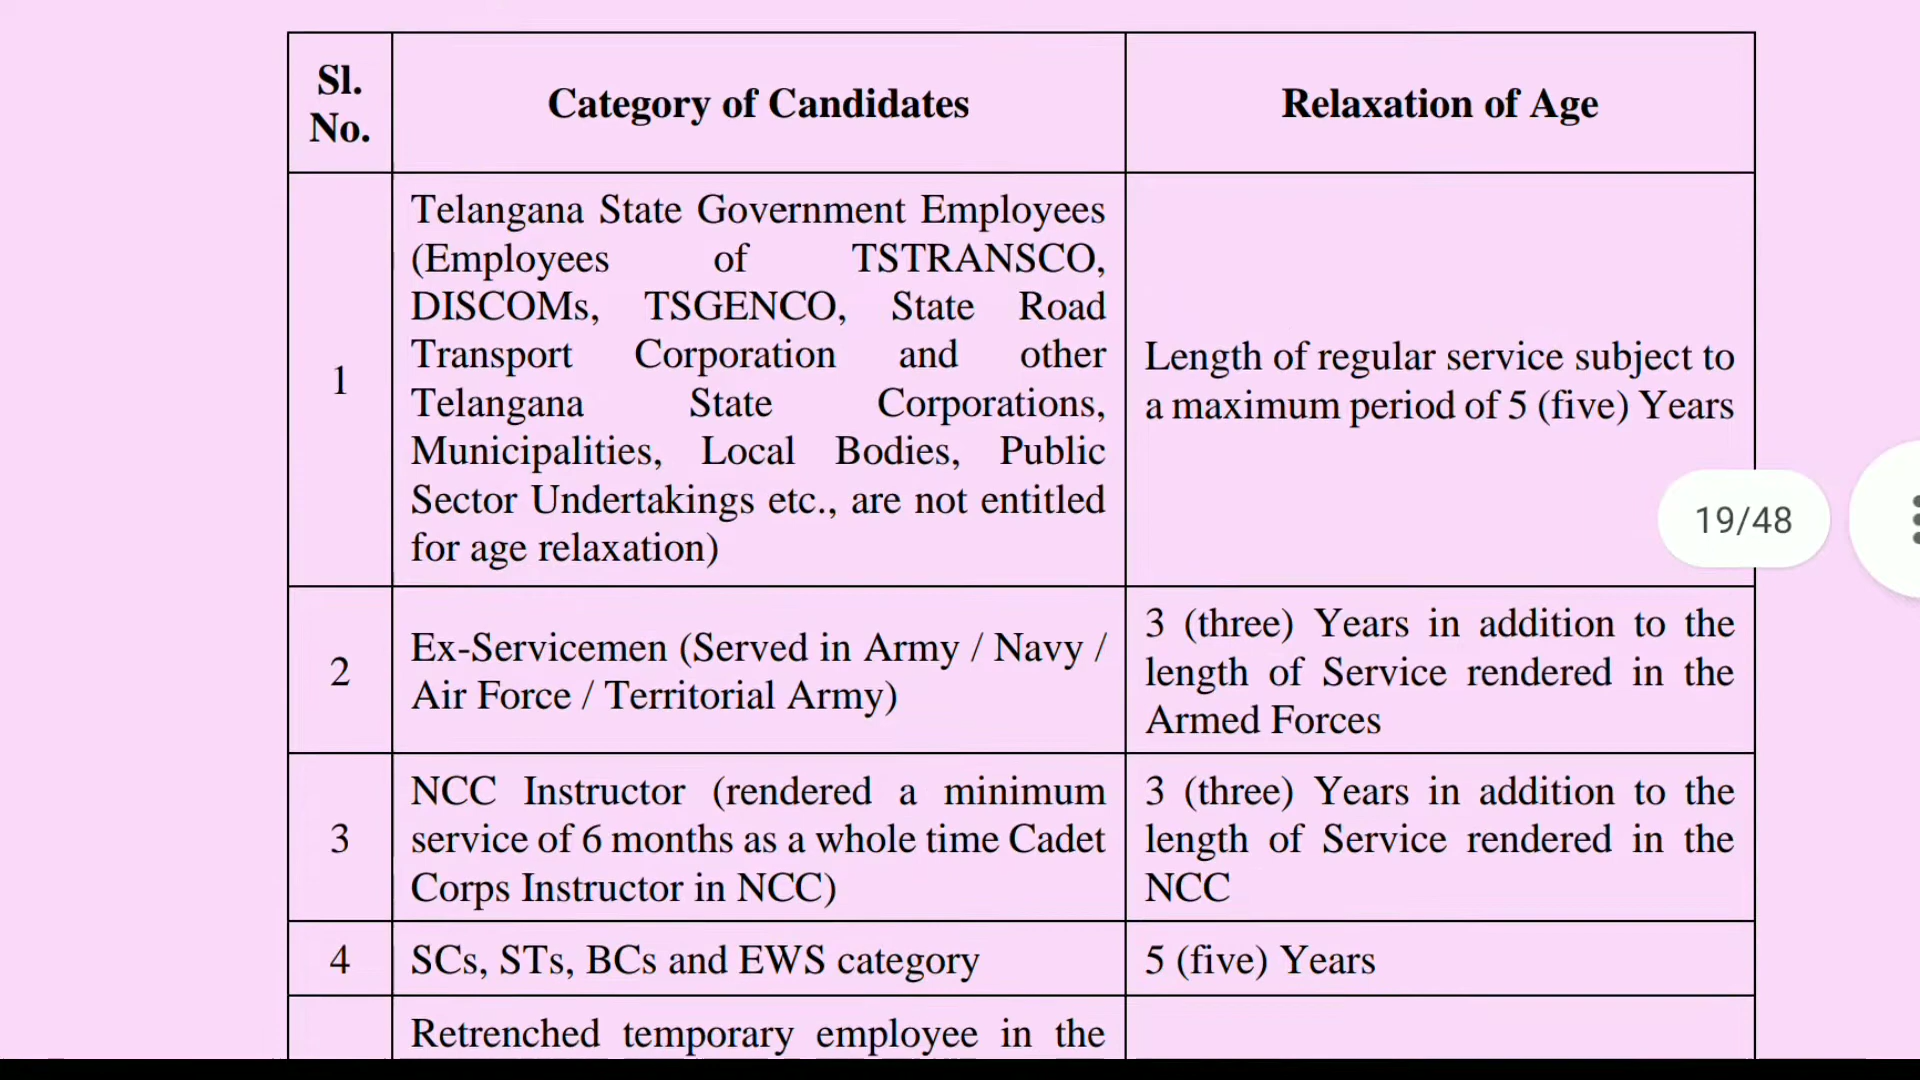 Sl.
No.
Category of Candidates
Relaxation of Age
1
Telangana State Government Employees
(Employees of TSTRANSCO,
DISCOMs, TSGENCO, State Road
Transport Corporation and other
Telangana State Corporations,
Municipalities, Local Bodies, Public
Sector Undertakings etc., are not entitled
for age relaxation)
Length of regular service subject to
a maximum period of 5 (five) Years
19/48
2
Ex-Servicemen (Served in Army / Navy /
Air Force / Territorial Army)
3 (three) Years in addition to the
length of Service rendered in the
Armed Forces
3
NCC Instructor (rendered a minimum
service of 6 months as a whole time Cadet
Corps Instructor in NCC)
3 (three) Years in addition to the
length of Service rendered in the
NCC
4
SCs, STs, BCs and EWS category
5 (five) Years
Retrenched temporary employee in the